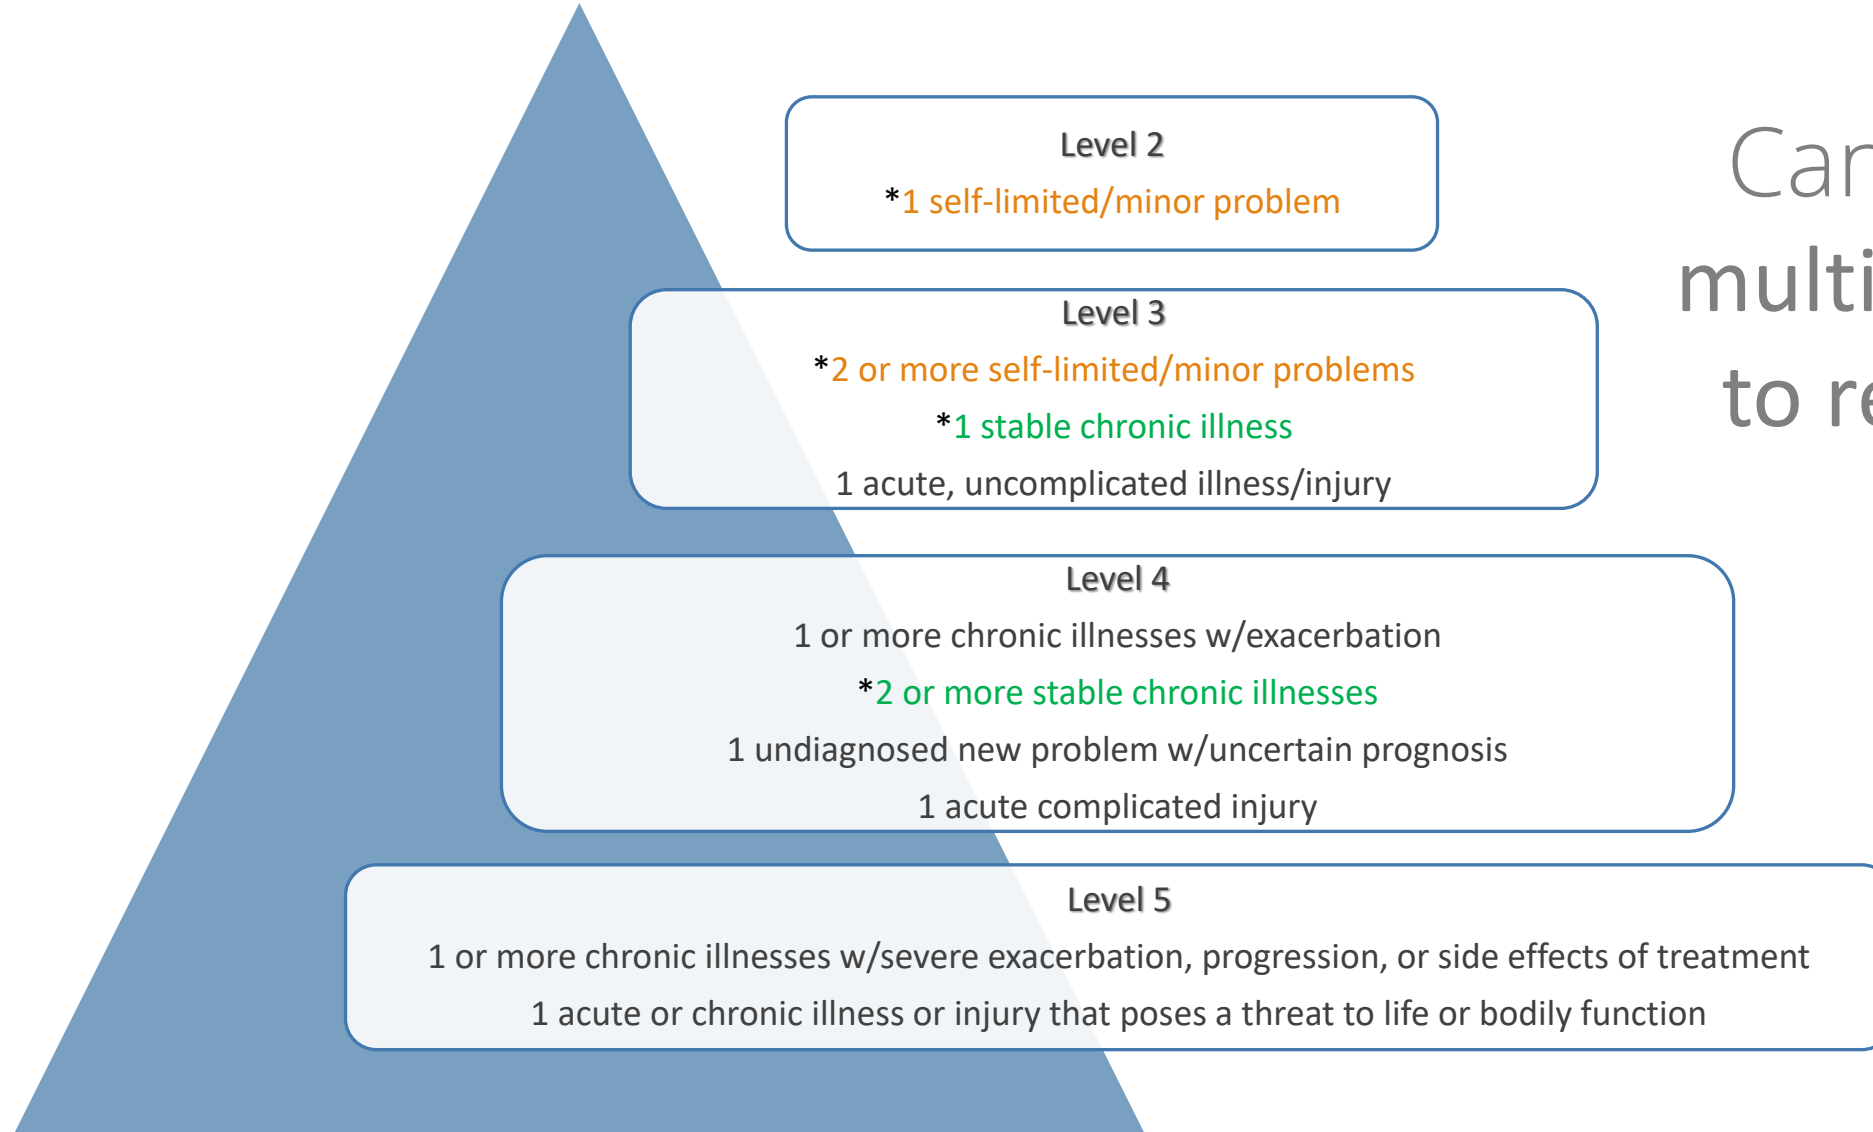 Level 2
*1 self-limited/minor problem
Level 3
*2 or more self-limited/minor problems
*1 stable chronic illness
1 acute, uncomplicated illness/injury
Level 4
1 or more chronic illnesses w/exacerbation
*2 or more stable chronic illnesses
1 undiagnosed new problem w/uncertain prognosis
1 acute complicated injury
Level 5
1 or more chronic illnesses w/severe exacerbation, progression, or side effects of treatment
1 acute or chronic illness or injury that poses a threat to life or bodily function
to